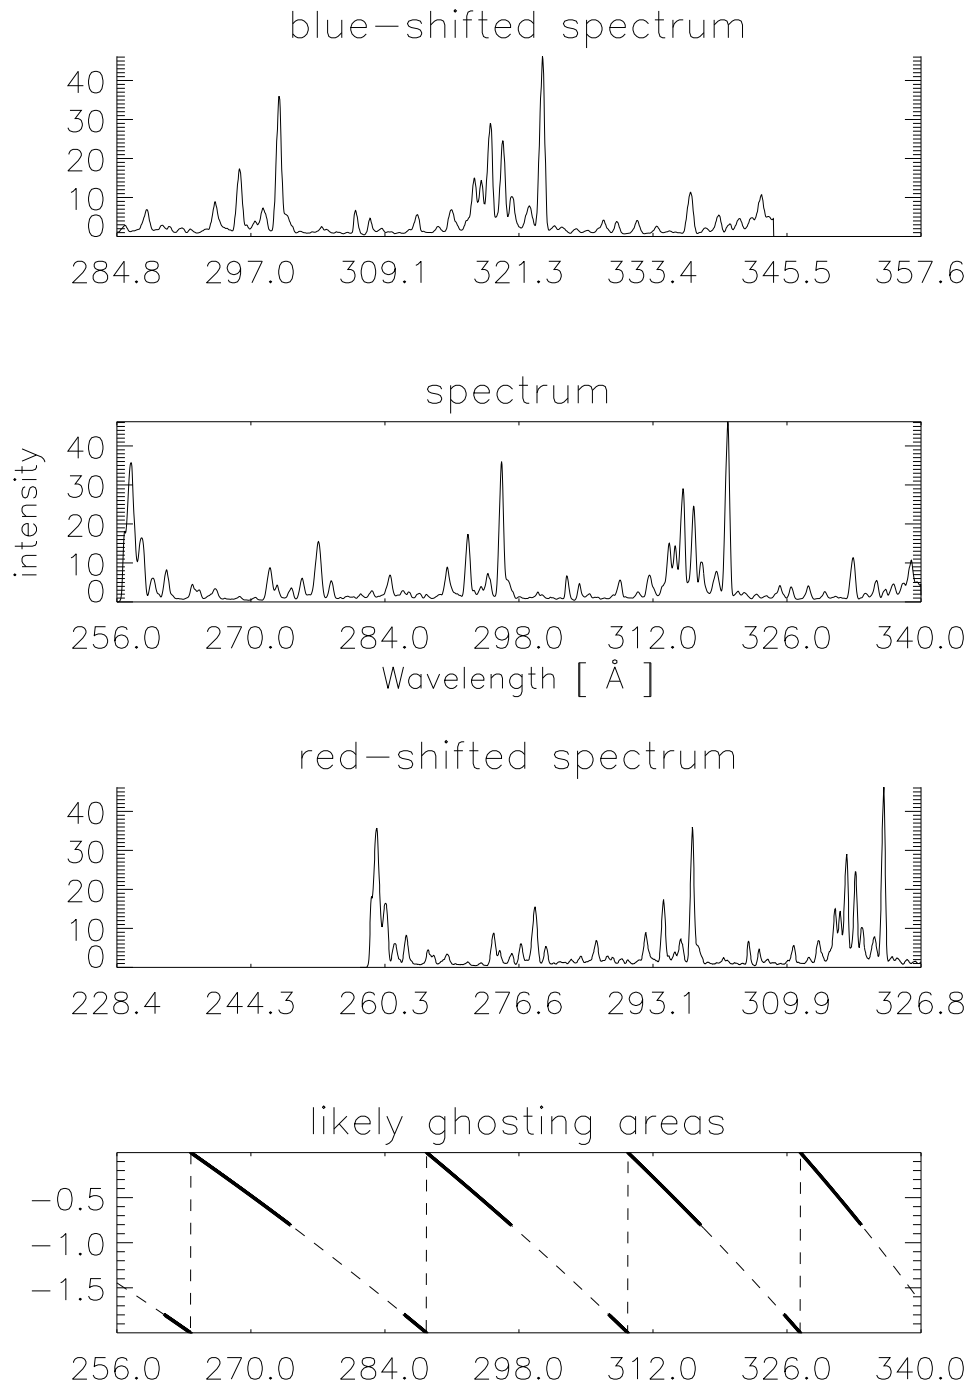 blue-shifted spectrum
40
30
20
10
0
284.8 297.0 309.1 321.3 333.4 345.5 357.6
spectrum
intensity
40
30
20
10
0
256.0 270.0 284.0 298.0 312.0 326.0 340.0
Wavelength [ Å ]
red-shifted spectrum
40
30
20
10
0
228.4 244.3 260.3 276.6 293.1 309.9 326.8
likely ghosting areas
-0.5
-1.0
-1.5
256.0 270.0 284.0 298.0 312.0 326.0 340.0